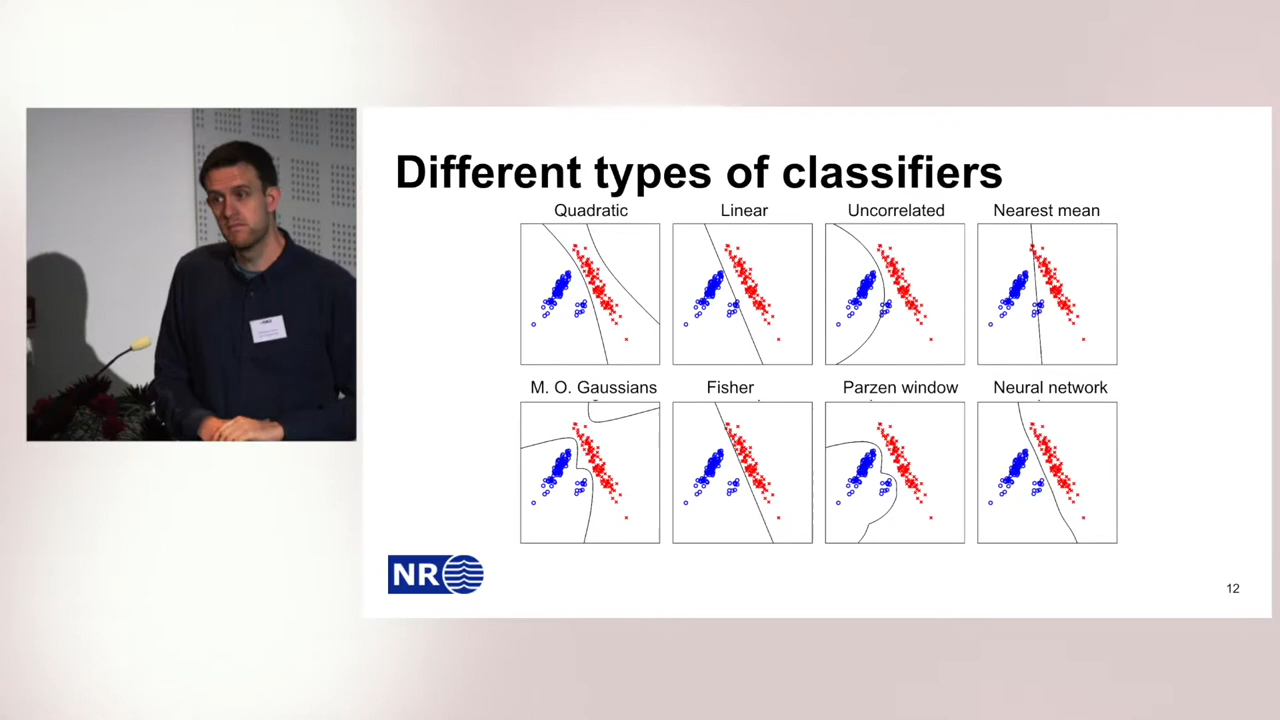 Different types of classifiers
Quadratic Linear Uncorrelated Nearest mean
M. O. Gaussians Fisher Parzen window Neural network
NR
12